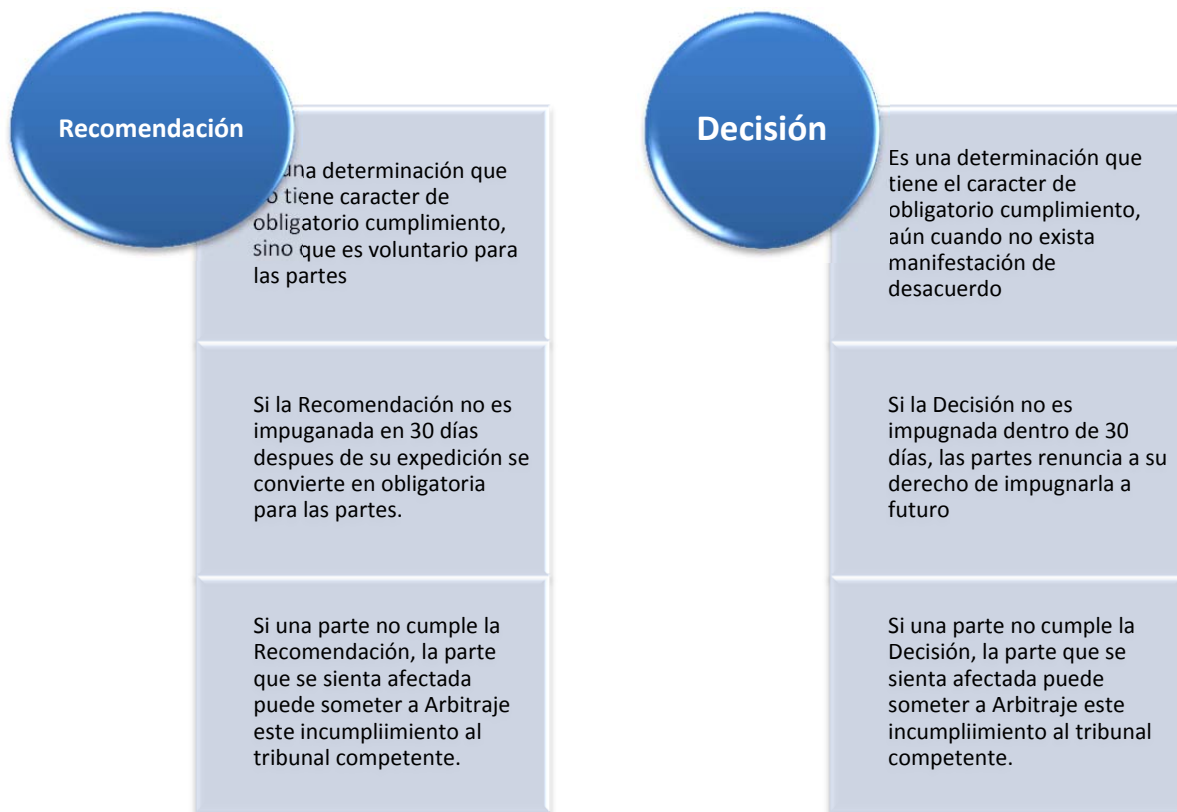 Recomendación
una determinación que
o tiene caracter de
obligatorio cumplimiento,
sino que es voluntario para
las partes
Si la Recomendación no es
impuganada en 30 días
despues de su expedición se
convierte en obligatoria
para las partes.
Si una parte no cumple la
Recomendación, la parte
que se sienta afectada
puede someter a Arbitraje
este incumpliimiento al
tribunal competente.
Decisión
Es una determinación que
tiene el caracter de
obligatorio cumplimiento,
aún cuando no exista
manifestación de
desacuerdo
Si la Decisión no es
impugnada dentro de 30
días, las partes renuncia a su
derecho de impugnarla a
futuro
Si una parte no cumple la
Decisión, la parte que se
sienta afectada puede
someter a Arbitraje este
incumpliimiento al tribunal
competente.